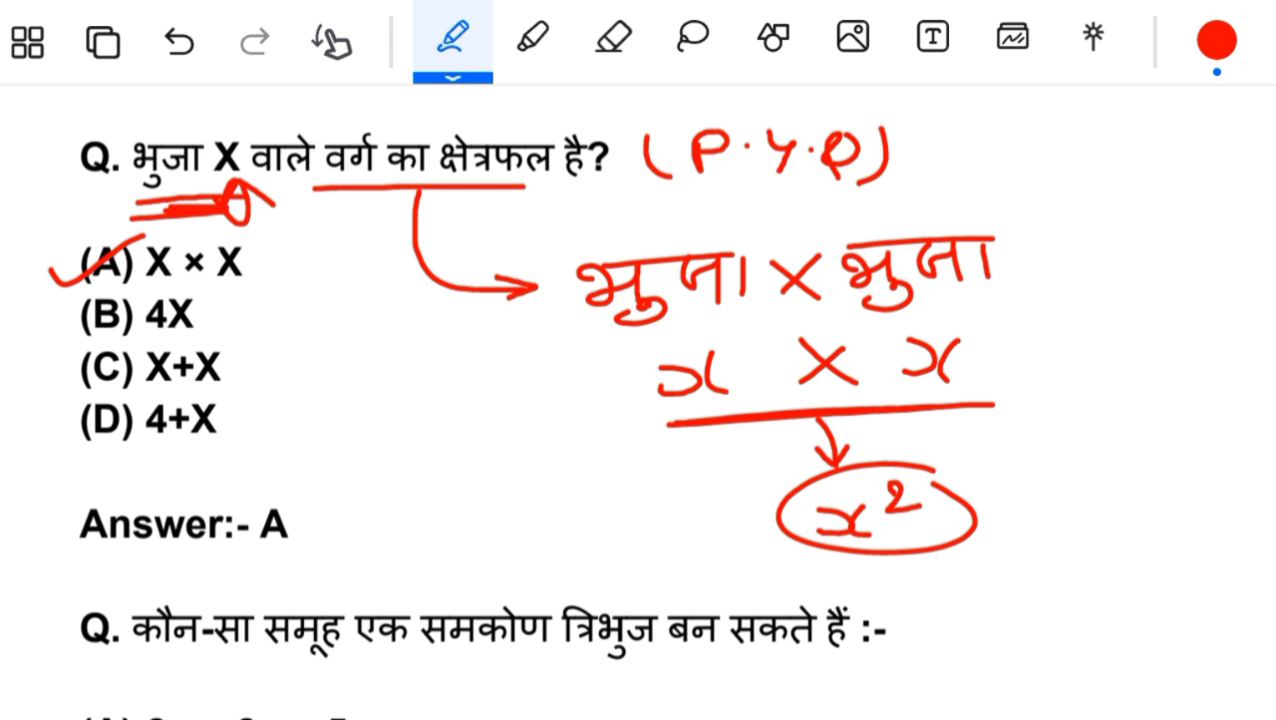 Q. भुजा X वाले वर्ग का क्षेत्रफल है? (P.Y.Q)
(A) X × X
(B) 4X
(C) X+X
(D) 4+X
भुजा × भुजा
x × x
x²
Answer:- A
Q. कौन-सा समूह एक समकोण त्रिभुज बन सकते हैं :-